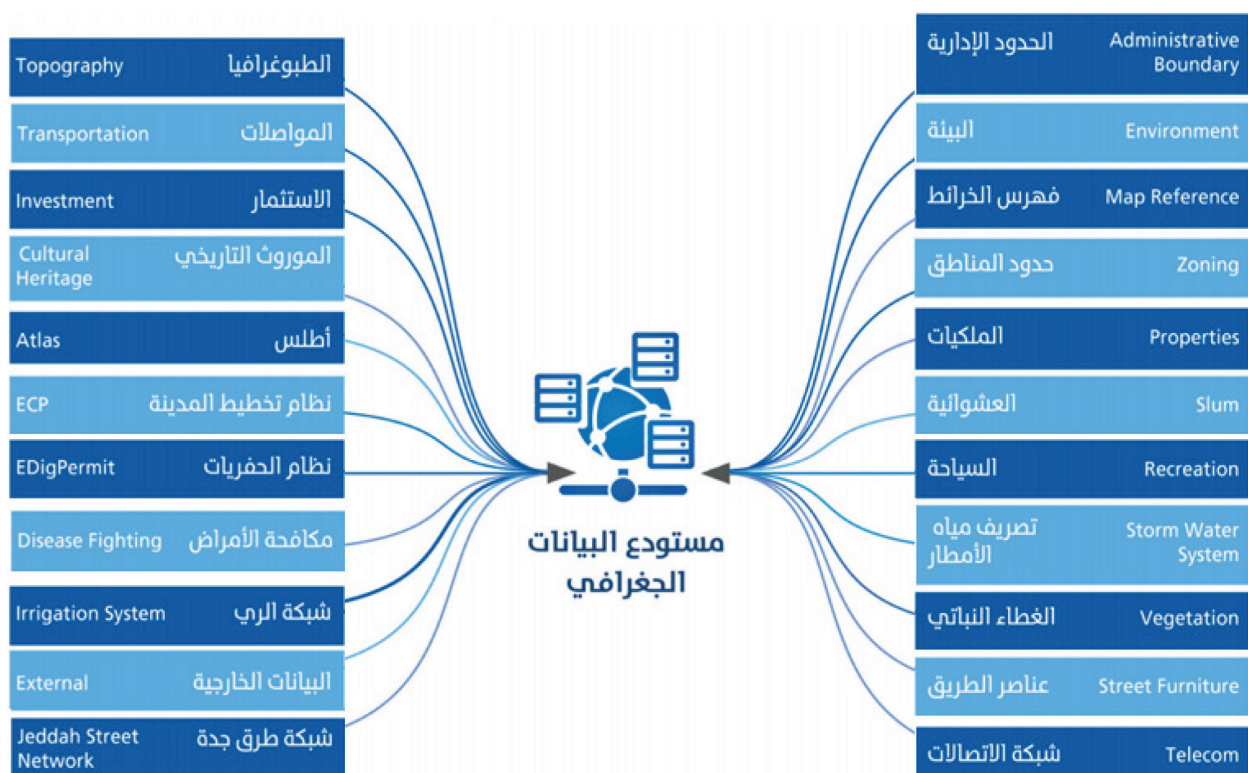 Topography الطبوغرافيا
Transportation المواصلات
Investment الاستثمار
Cultural الموروث التاريخي
Heritage
Atlas أطلس
ECP نظام تخطيط المدينة
EDigPermit نظام الحفريات
Disease Fighting مكافحة الأمراض
Irrigation System شبكة الري
External البيانات الخارجية
Jeddah Street شبكة طرق جدة
Network
مستودع البيانات
الجغرافي
الحدود الإدارية Administrative
Boundary
البيئة Environment
فهرس الخرائط Map Reference
حدود المناطق Zoning
الملكيات Properties
العشوائية Slum
السياحة Recreation
تصريف مياه Storm Water
الأمطار System
الغطاء النباتي Vegetation
عناصر الطريق Street Furniture
شبكة الاتصالات Telecom